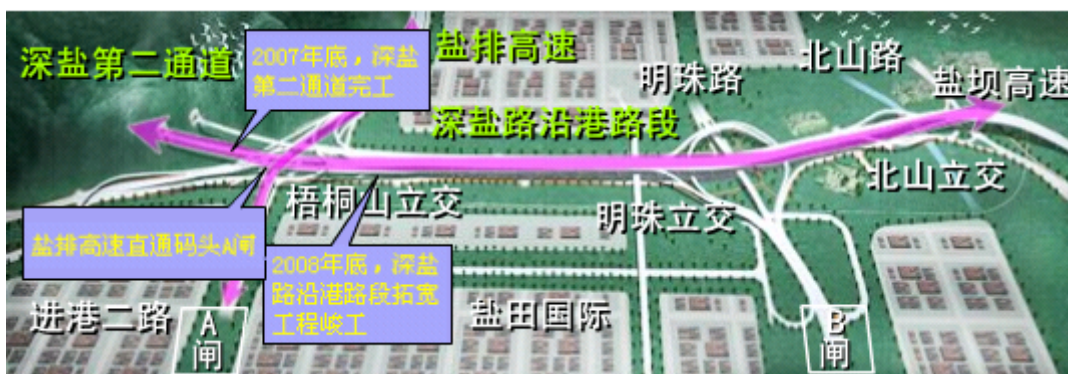 深盐第二通道
2007年底，深盐
第二通道完工
盐排高速
明珠路
北山路
盐坝高速
深盐路沿港路段
梧桐山立交
明珠立交
北山立交
盐排高速直通码头A闸
2008年底，深盐
路沿港路段拓宽
工程峻工
进港二路
A
闸
盐田国际
B
闸